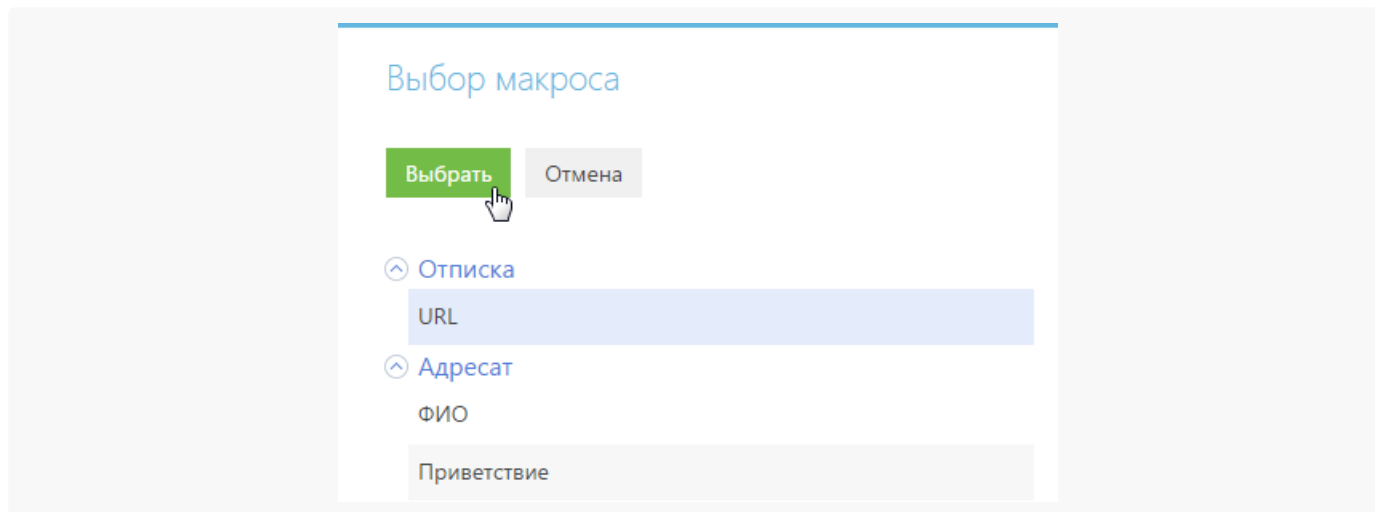 Выбор макроса
Выбрать Отмена
Отписка
URL
Адресат
ФИО
Приветствие